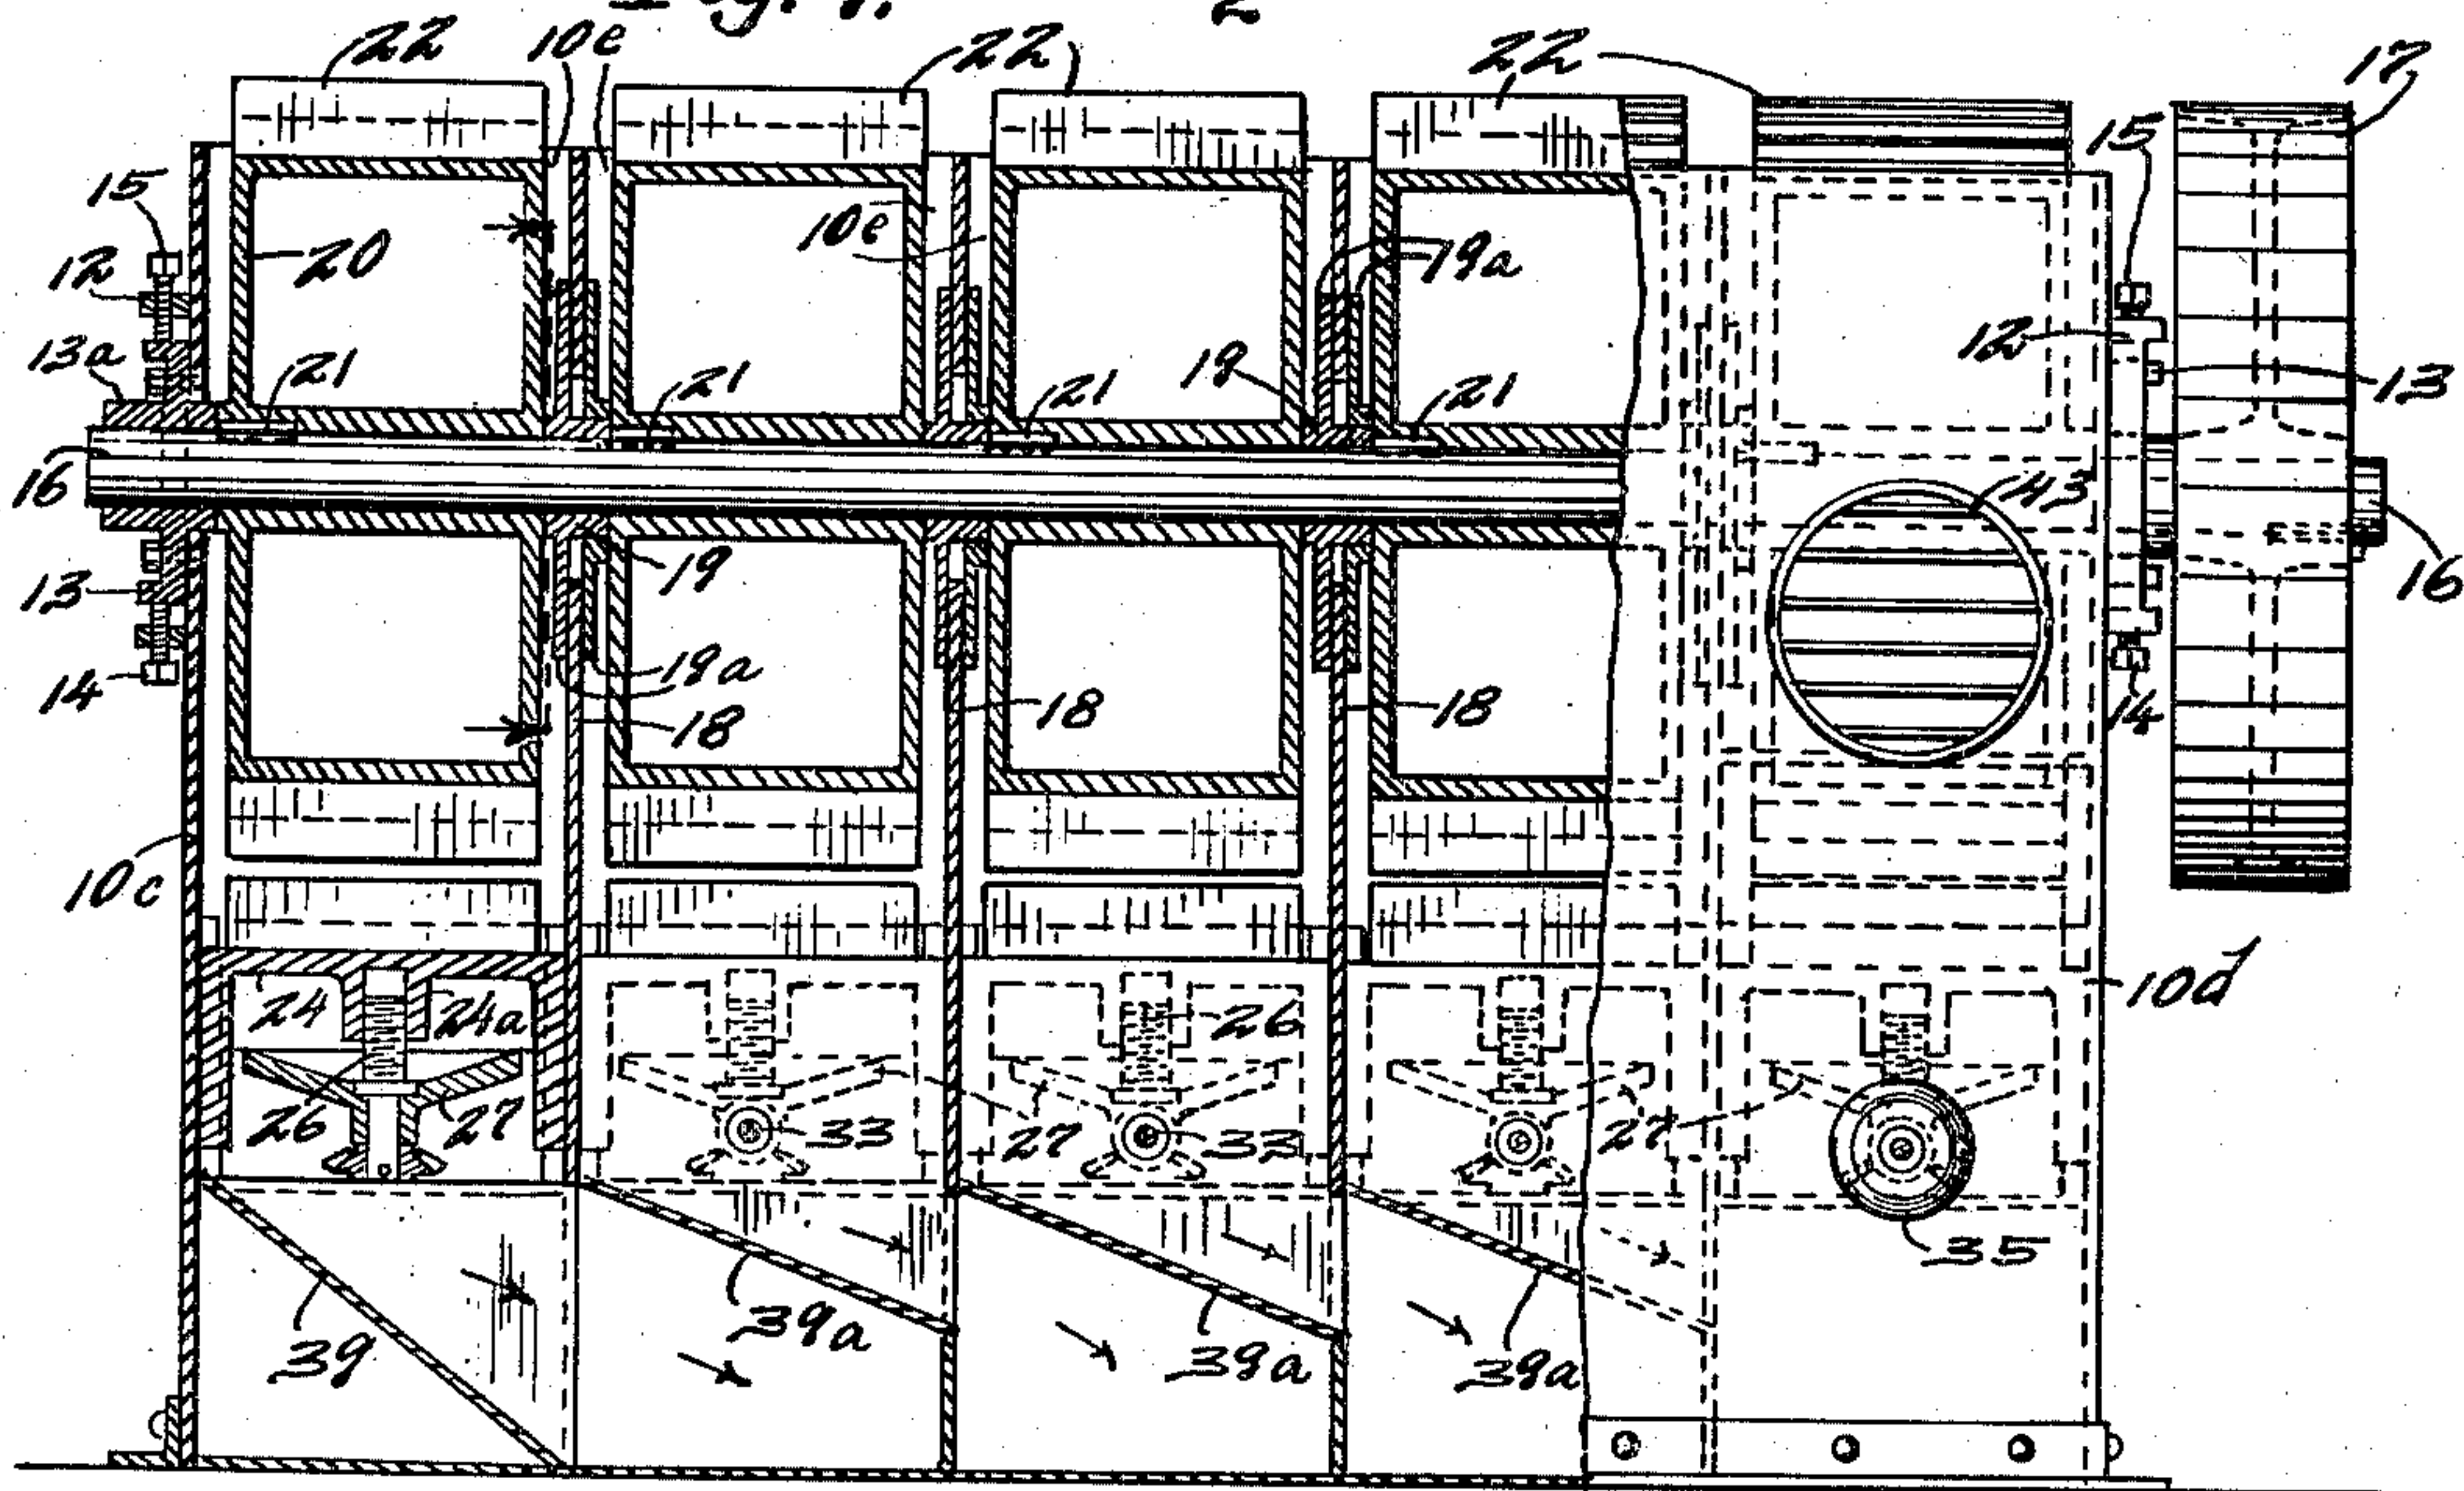 2
22 10e 22 22 17
15 15
10e
12 20 19a
12
13a 21 21 21 19 21 13
16 43
13 19 16
14 19a 18 18 18 14
10c
24 24a 26 10d
26 27 33 27 33 27
35
39 39a 39a 39a